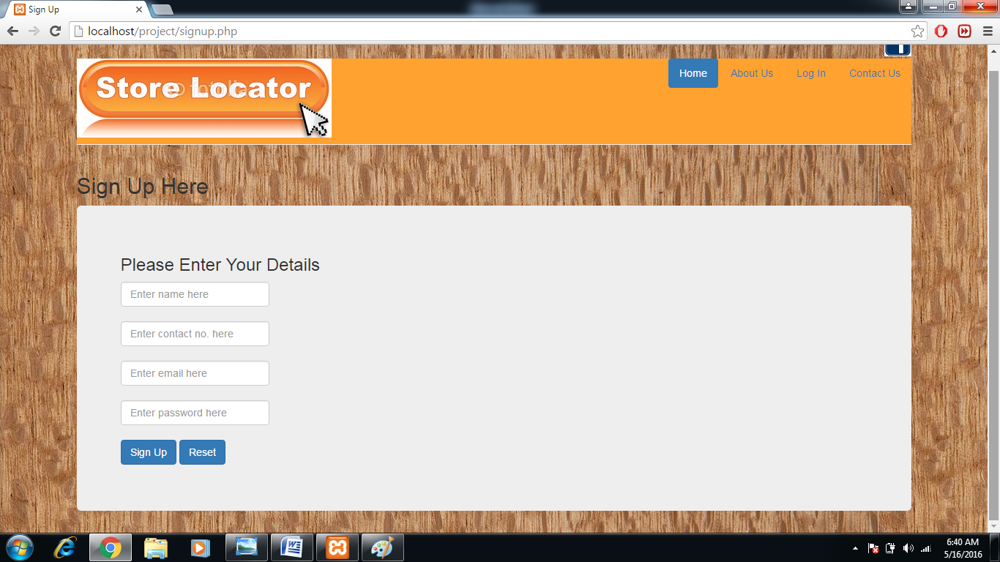 Sign Up
localhost/project/signup.php
Store Locator
Home About Us Log In Contact Us
Sign Up Here
Please Enter Your Details
Enter name here
Enter contact no. here
Enter email here
Enter password here
Sign Up Reset
6:40 AM
5/16/2016